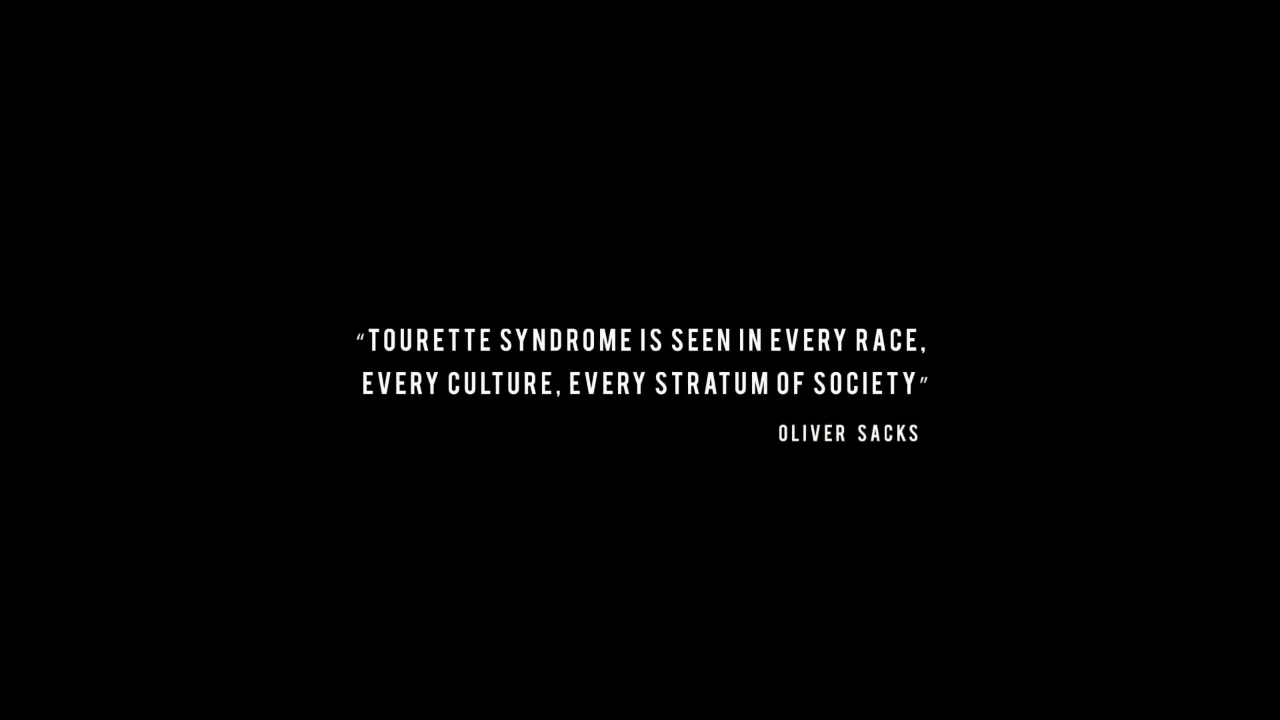 “TOURETTE SYNDROME IS SEEN IN EVERY RACE,
EVERY CULTURE, EVERY STRATUM OF SOCIETY”
OLIVER SACKS